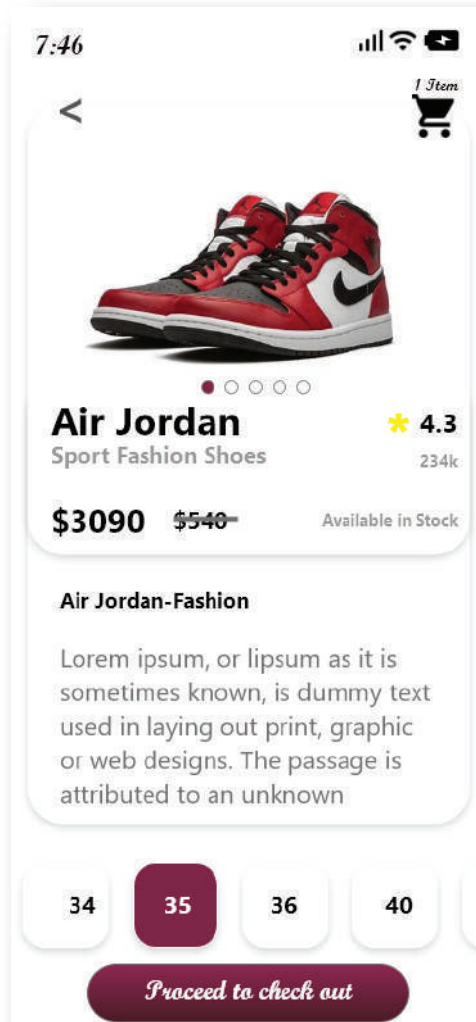 7:46
1 Item
<
Air Jordan
4.3
Sport Fashion Shoes
234k
$3090 $540
Available in Stock
Air Jordan-Fashion
Lorem ipsum, or lipsum as it is
sometimes known, is dummy text
used in laying out print, graphic
or web designs. The passage is
attributed to an unknown
34 35 36 40
Proceed to check out